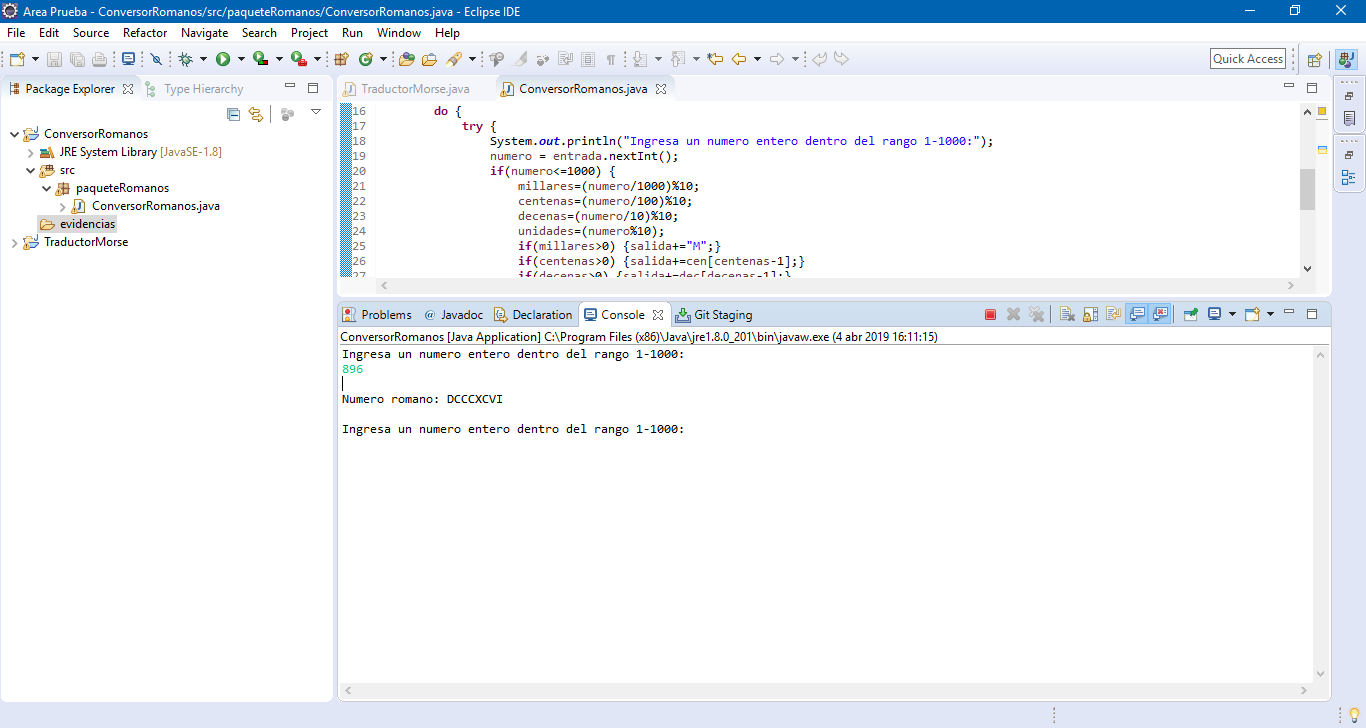 Area Prueba - ConversorRomanos/src/paqueteRomanos/ConversorRomanos.java - Eclipse IDE
File Edit Source Refactor Navigate Search Project Run Window Help
Quick Access
Package Explorer Type Hierarchy
ConversorRomanos
JRE System Library [JavaSE-1.8]
src
paqueteRomanos
ConversorRomanos.java
evidencias
TraductorMorse
TraductorMorse.java ConversorRomanos.java
16 do {
17 try {
18 System.out.println("Ingresa un numero entero dentro del rango 1-1000:");
19 numero = entrada.nextInt();
20 if(numero<=1000) {
21 millares=(numero/1000)%10;
22 centenas=(numero/100)%10;
23 decenas=(numero/10)%10;
24 unidades=(numero%10);
25 if(millares>0) {salida+="M";}
26 if(centenas>0) {salida+=cen[centenas-1];}
27 if(decenas>0) {salida+=dec[decenas-1];}
Problems @ Javadoc Declaration Console Git Staging
ConversorRomanos [Java Application] C:\Program Files (x86)\Java\jre1.8.0_201\bin\javaw.exe (4 abr 2019 16:11:15)
Ingresa un numero entero dentro del rango 1-1000:
896
Numero romano: DCCCXCVI
Ingresa un numero entero dentro del rango 1-1000: